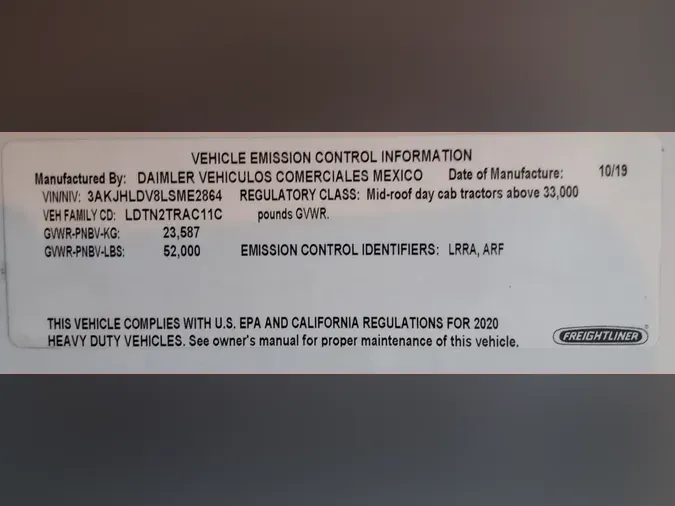 VEHICLE EMISSION CONTROL INFORMATION
Manufactured By: DAIMLER VEHICULOS COMERCIALES MEXICO Date of Manufacture: 10/19
VIN/NIV: 3AKJHLDV8LSME2864 REGULATORY CLASS: Mid-roof day cab tractors above 33,000
VEH FAMILY CD: LDTN2TRAC11C pounds GVWR.
GVWR-PNBV-KG: 23,587
GVWR-PNBV-LBS: 52,000 EMISSION CONTROL IDENTIFIERS: LRRA, ARF
THIS VEHICLE COMPLIES WITH U.S. EPA AND CALIFORNIA REGULATIONS FOR 2020
HEAVY DUTY VEHICLES. See owner's manual for proper maintenance of this vehicle.
FREIGHTLINER